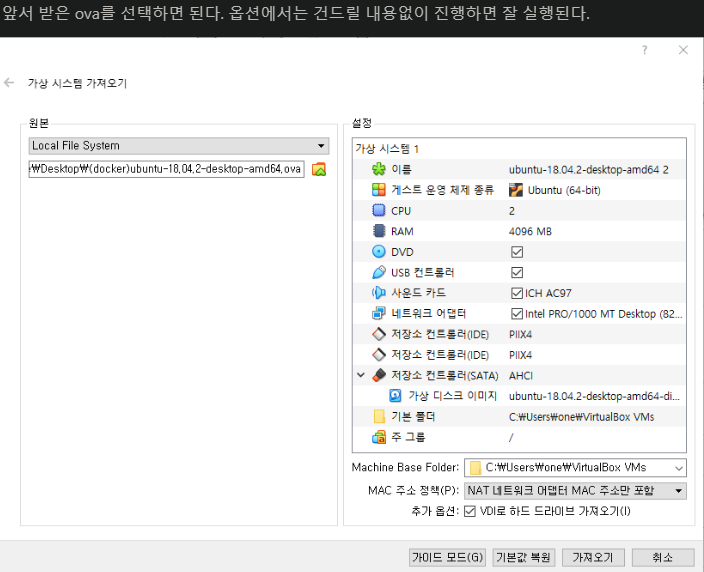 앞서 받은 ova를 선택하면 된다. 옵션에서는 건드릴 내용없이 진행하면 잘 실행된다.
?
가상 시스템 가져오기
원본
Local File System
:₩Desktop₩(docker)ubuntu-18.04.2-desktop-amd64.ova
설정
가상 시스템 1
이름 ubuntu-18.04.2-desktop-amd64 2
게스트 운영 체제 종류 Ubuntu (64-bit)
CPU 2
RAM 4096 MB
DVD
USB 컨트롤러
사운드 카드 ICH AC97
네트워크 어댑터 Intel PRO/1000 MT Desktop (82...
저장소 컨트롤러(IDE) PIIX4
저장소 컨트롤러(IDE) PIIX4
저장소 컨트롤러(SATA) AHCI
가상 디스크 이미지 ubuntu-18.04.2-desktop-amd64-di...
기본 폴더 C:₩Users₩one₩VirtualBox VMs
주 그룹 /
Machine Base Folder: C:₩Users₩one₩VirtualBox VMs
MAC 주소 정책(P): NAT 네트워크 어댑터 MAC 주소만 포함
추가 옵션: VDI로 하드 드라이브 가져오기(I)
가이드 모드(G) 기본값 복원 가져오기 취소